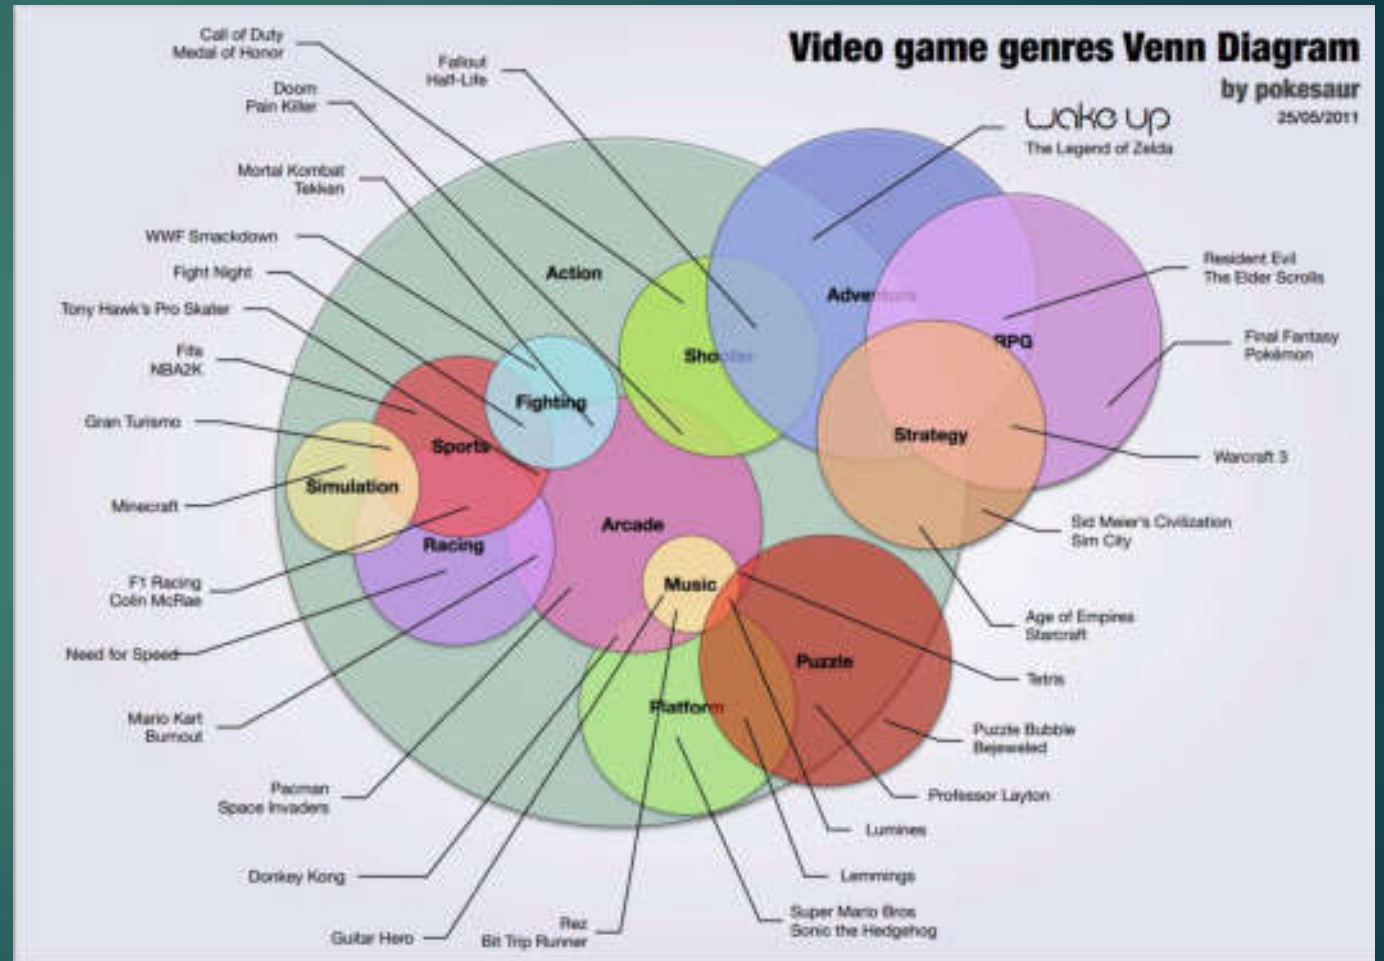 Video game genres Venn Diagram
by pokesaur
25/05/2011
wake up
The Legend of Zelda
Call of Duty
Medal of Honor
Fallout
Half-Life
Doom
Pain Killer
Mortal Kombat
Tekken
WWF Smackdown
Fight Night
Tony Hawk's Pro Skater
Fifa
NBA2K
Gran Turismo
Minecraft
F1 Racing
Colin McRae
Need for Speed
Mario Kart
Burnout
Pacman
Space Invaders
Donkey Kong
Guitar Hero
Rez
Bit Trip Runner
Action
Shooter
Adventure
RPG
Strategy
Fighting
Sports
Simulation
Racing
Arcade
Music
Platform
Puzzle
Resident Evil
The Elder Scrolls
Final Fantasy
Pokémon
Warcraft 3
Sid Meier's Civilization
Sim City
Age of Empires
Starcraft
Tetris
Puzzle Bubble
Bejeweled
Professor Layton
Lumines
Lemmings
Super Mario Bros
Sonic the Hedgehog